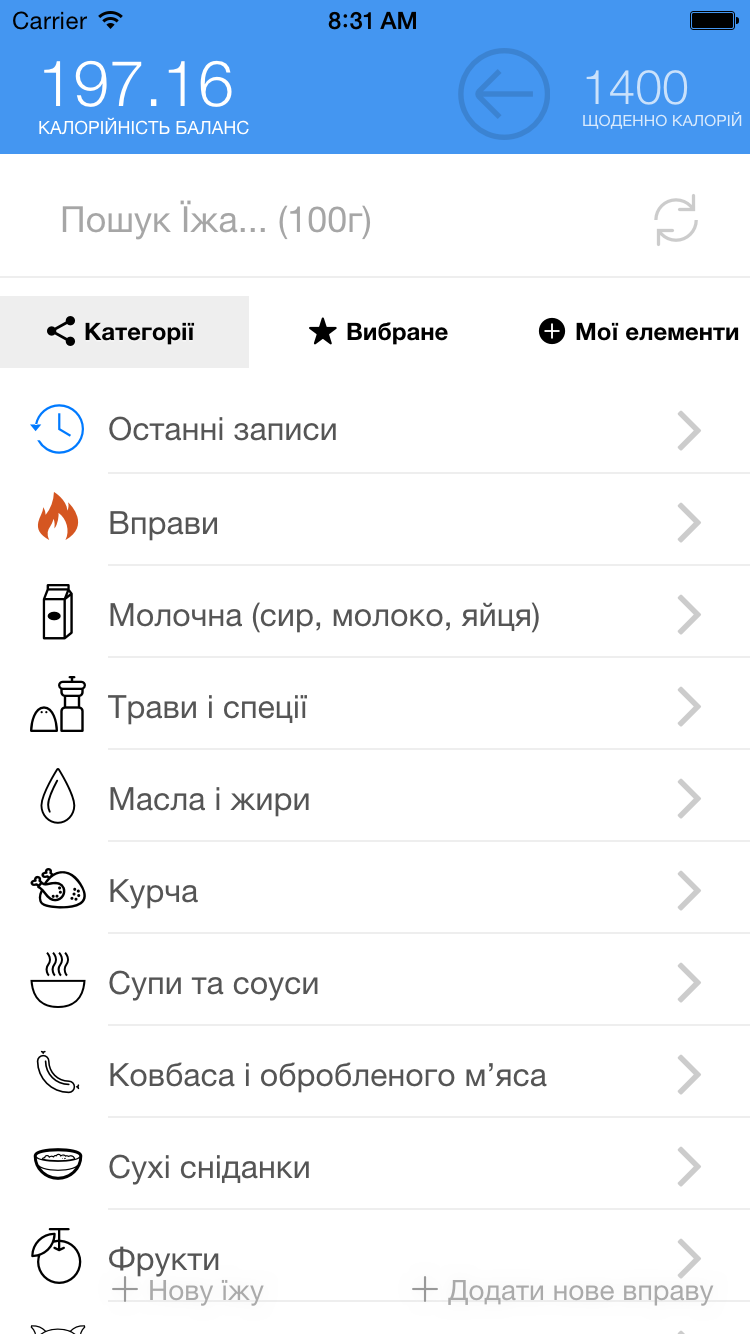 Carrier 8:31 AM
197.16 1400
КАЛОРІЙНІСТЬ БАЛАНС ЩОДЕННО КАЛОРІЙ
Пошук Їжа... (100г)
Категорії Вибране Мої елементи
Останні записи
Вправи
Молочна (сир, молоко, яйця)
Трави і спеції
Масла і жири
Курча
Супи та соуси
Ковбаса і обробленого м’яса
Сухі сніданки
Фрукти
Нову їжу Додати нове вправу